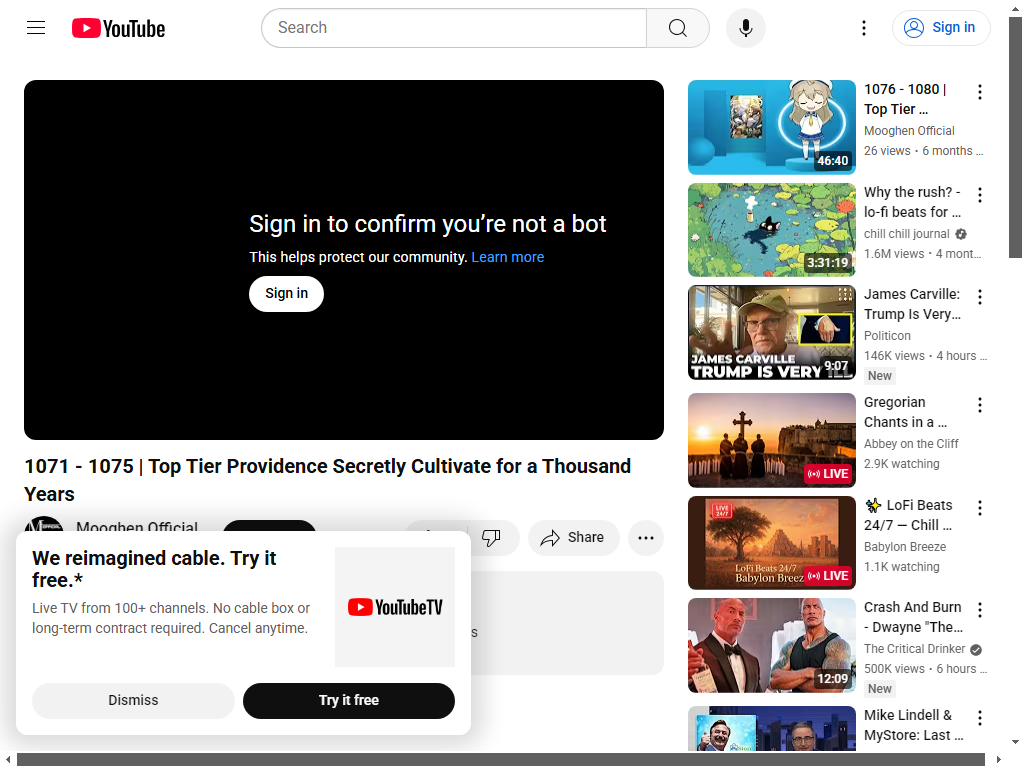 YouTube
Search
Sign in
Sign in to confirm you’re not a bot
This helps protect our community. Learn more
Sign in
1071 - 1075 | Top Tier Providence Secretly Cultivate for a Thousand
Years
Mooghen Official
Share
We reimagined cable. Try it
free.*
Live TV from 100+ channels. No cable box or
long-term contract required. Cancel anytime.
YouTubeTV
Dismiss
Try it free
46:40
1076 - 1080 |
Top Tier ...
Mooghen Official
26 views • 6 months ...
3:31:19
Why the rush? -
lo-fi beats for ...
chill chill journal
1.6M views • 4 mont...
POLITICON
JAMES CARVILLE
TRUMP IS VERY ILL
9:07
James Carville:
Trump Is Very...
Politicon
146K views • 4 hours ...
New
LIVE
Gregorian
Chants in a ...
Abbey on the Cliff
2.9K watching
LIVE
24/7
LoFi Beats 24/7
Babylon Breez
LIVE
✨ LoFi Beats
24/7 — Chill ...
Babylon Breeze
1.1K watching
12:09
Crash And Burn
- Dwayne "The...
The Critical Drinker
500K views • 6 hours ...
New
Mike Lindell &
MyStore: Last ...